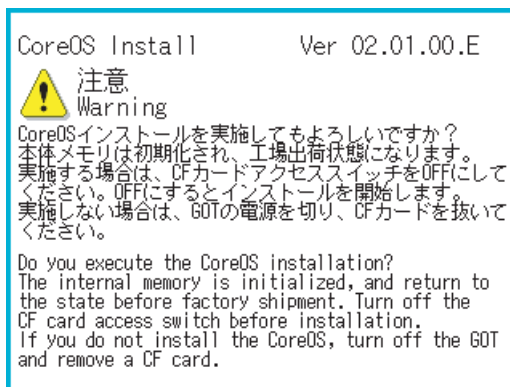 CoreOS Install Ver 02.01.00.E
注意
Warning
CoreOSインストールを実施してもよろしいですか？
本体メモリは初期化され、工場出荷状態になります。
実施する場合は、CFカードアクセススイッチをOFFにして
ください。OFFにするとインストールを開始します。
実施しない場合は、GOTの電源を切り、CFカードを抜いて
ください。
Do you execute the CoreOS installation?
The internal memory is initialized, and return to
the state before factory shipment. Turn off the
CF card access switch before installation.
If you do not install the CoreOS, turn off the GOT
and remove a CF card.